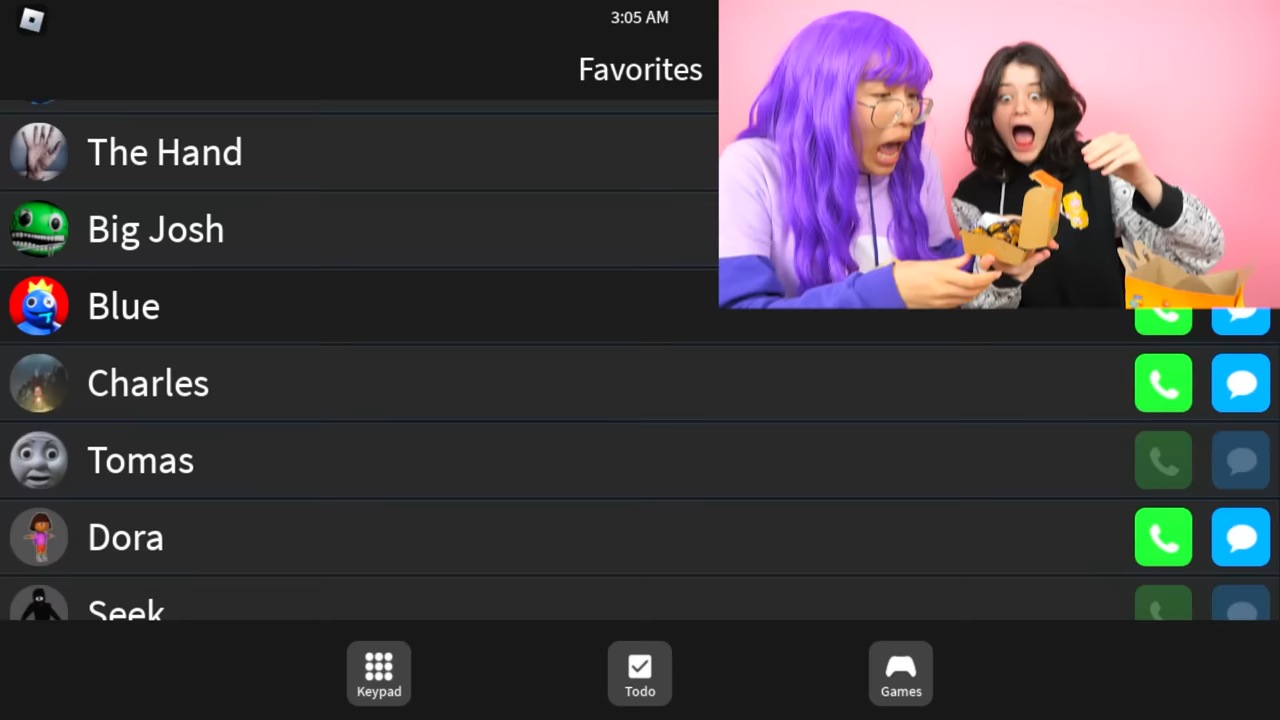 3:05 AM
Favorites
The Hand
Big Josh
Blue
Charles
Tomas
Dora
Seek
Keypad
Todo
Games